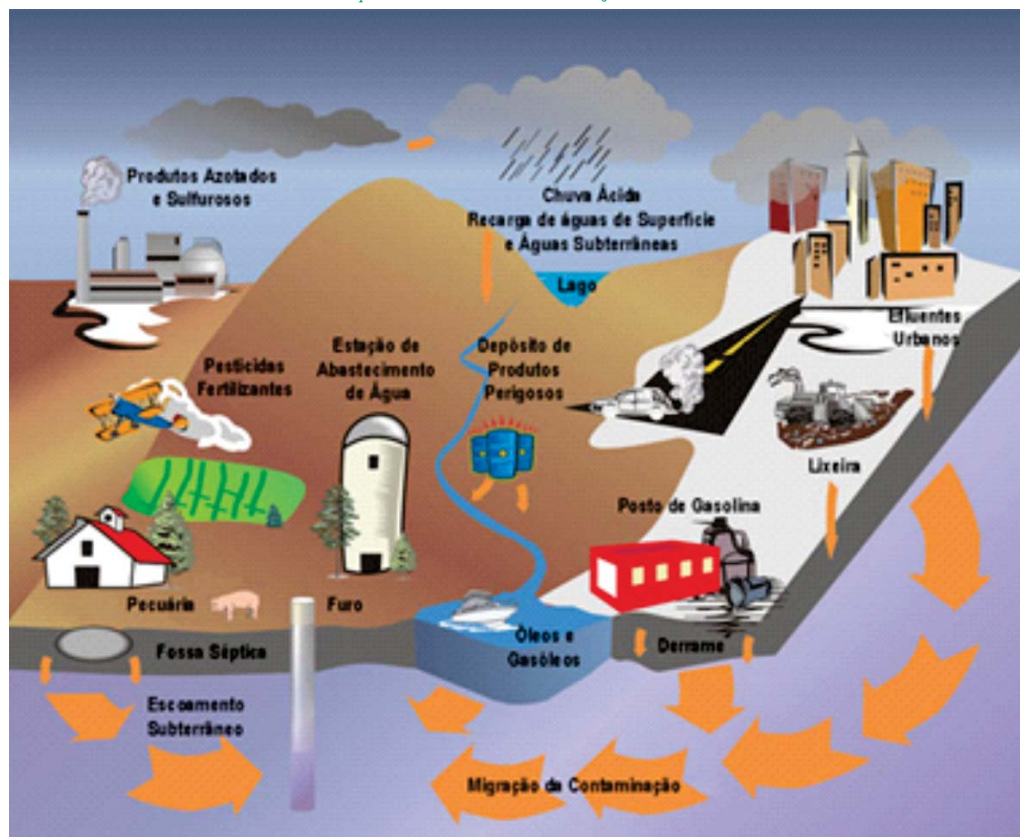 Produtos Azotados
e Sulfurosos
Chuva Ácida
Recarga de águas de Superfície
e Águas Subterrâneas
Lago
Efluentes
Urbanos
Pesticidas
Fertilizantes
Estação de
Abastecimento
de Água
Depòsito de
Produtos
Perigosos
Lixeira
Posto de Gasolina
Pecuária
Furo
Fossa Séptica
Óleos e
Gasóleos
Derrame
Escoamento
Subterrâneo
Migração da Contaminação